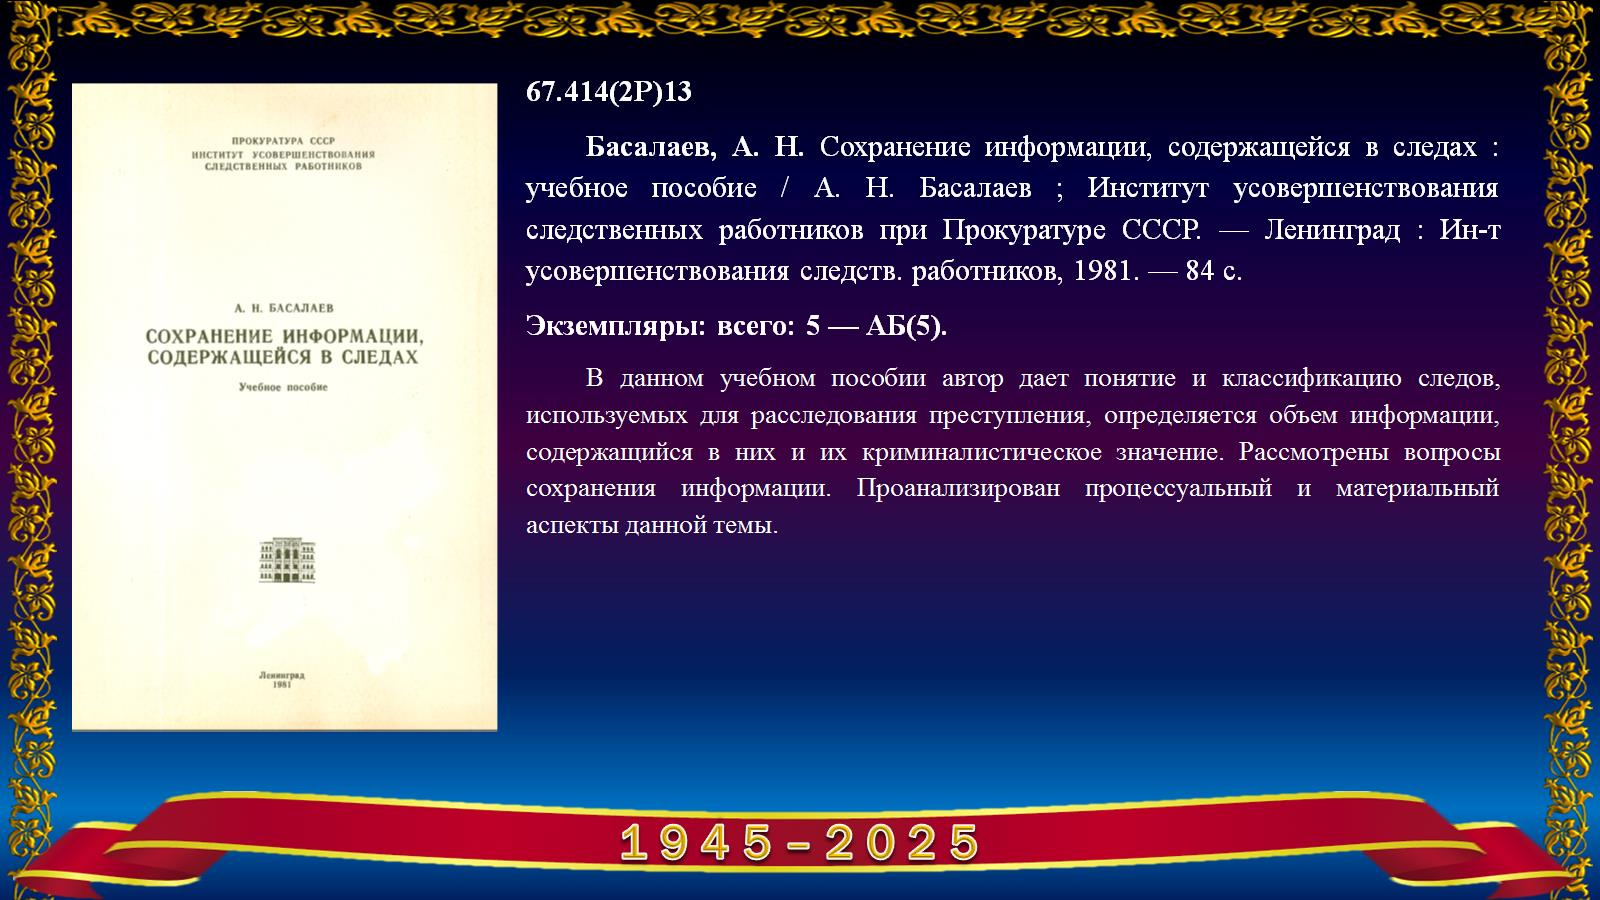 ПРОКУРАТУРА СССР
ИНСТИТУТ УСОВЕРШЕНСТВОВАНИЯ
СЛЕДСТВЕННЫХ РАБОТНИКОВ
А. Н. БАСАЛАЕВ
СОХРАНЕНИЕ ИНФОРМАЦИИ,
СОДЕРЖАЩЕЙСЯ В СЛЕДАХ
Учебное пособие
Ленинград
1981
67.414(2Р)13
Басалаев, А. Н. Сохранение информации, содержащейся в следах :
учебное пособие / А. Н. Басалаев ; Институт усовершенствования
следственных работников при Прокуратуре СССР. — Ленинград : Ин-т
усовершенствования следств. работников, 1981. — 84 с.
Экземпляры: всего: 5 — АБ(5).
В данном учебном пособии автор дает понятие и классификацию следов,
используемых для расследования преступления, определяется объем информации,
содержащийся в них и их криминалистическое значение. Рассмотрены вопросы
сохранения информации. Проанализирован процессуальный и материальный
аспекты данной темы.
1945–2025